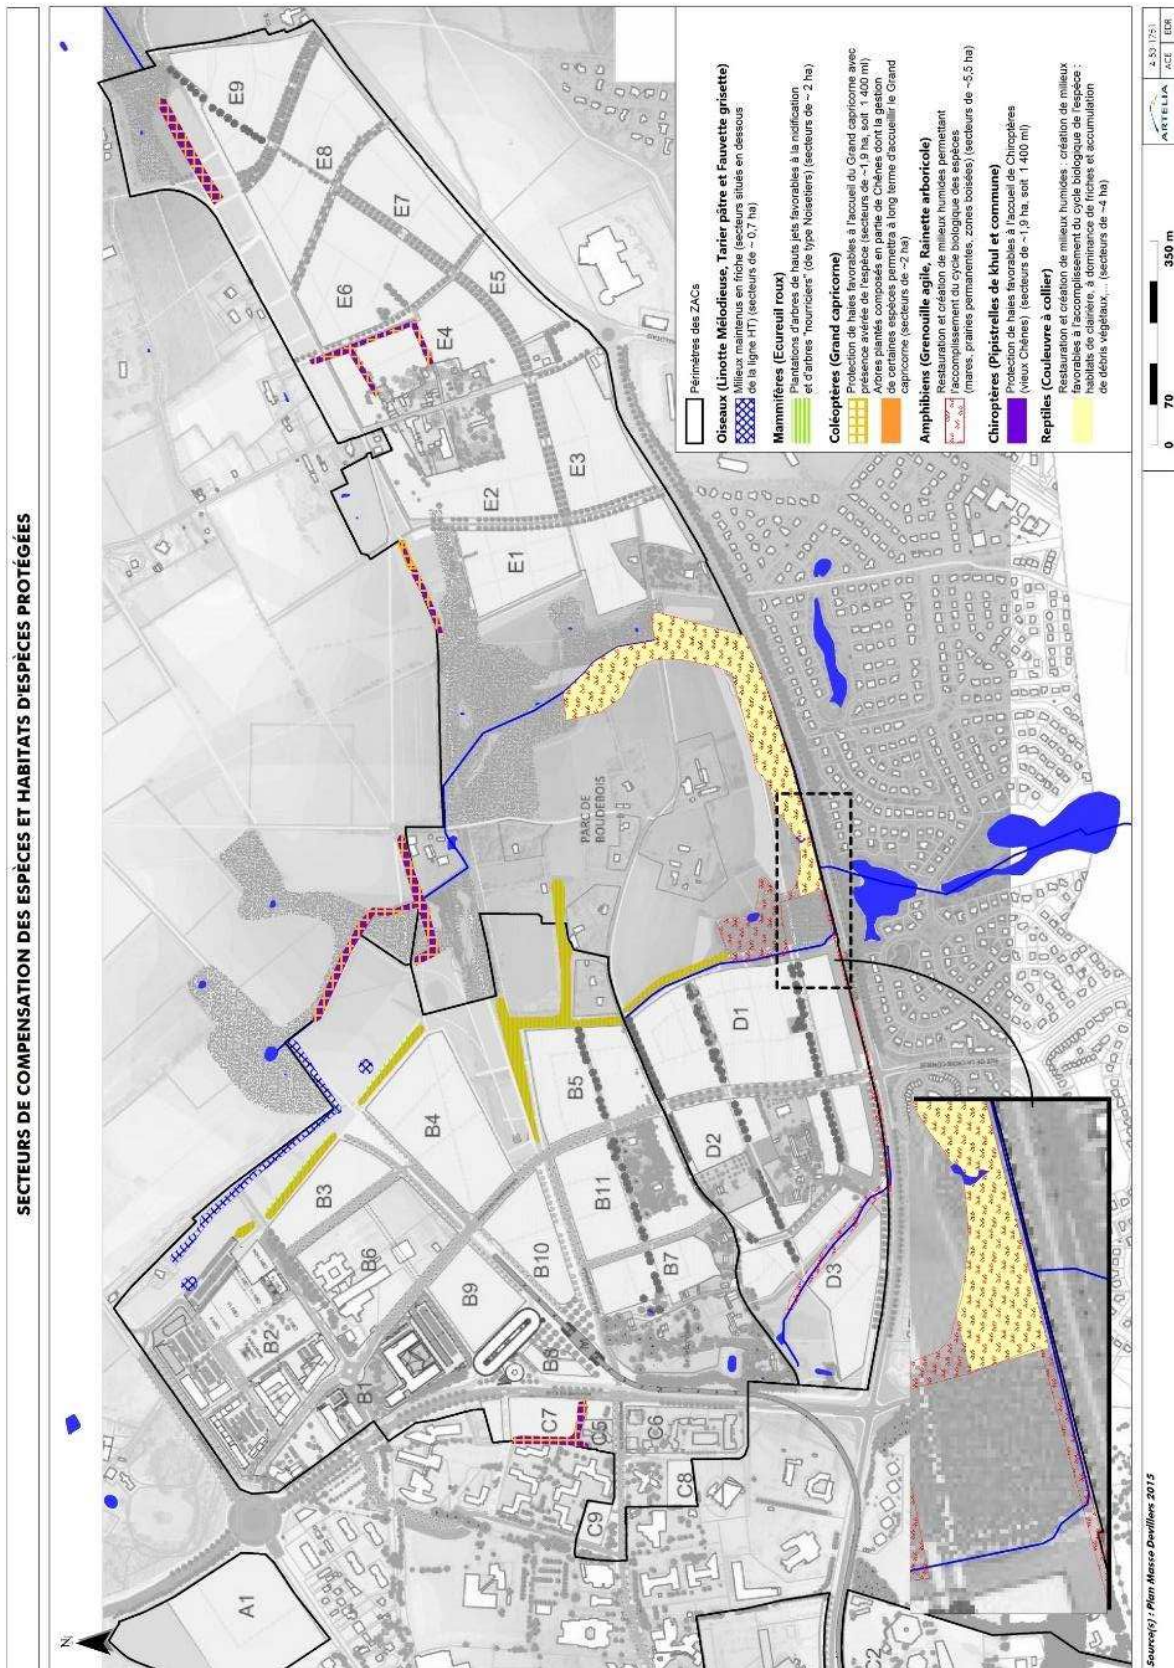 SECTEURS DE COMPENSATION DES ESPÈCES ET HABITATS D'ESPÈCES PROTÉGÉES
N
A1
B1
B2
B3
B4
B5
B6
B7
B8
B9
B10
B11
C2
C5
C6
C7
C8
C9
D1
D2
D3
E1
E2
E3
E4
E5
E6
E7
E8
E9
PARC DE
BOUDEBOIS
Périmètres des ZACs
Oiseaux (Linotte Mélodieuse, Tarier pâtre et Fauvette grisette)
Milieux maintenus en friche (secteurs situés en dessous
de la ligne HT) (secteurs de ~ 0,7 ha)
Mammifères (Ecureuil roux)
Plantations d'arbres de hauts jets favorables à la nidification
et d'arbres "nourriciers" (de type Noisetiers) (secteurs de ~ 2 ha)
Coléoptères (Grand capricorne)
Protection de haies favorables à l'accueil du Grand capricorne avec
présence avérée de l'espèce (secteurs de ~1,9 ha, soit 1 400 ml)
Arbres plantés composés en partie de Chênes dont la gestion
de certaines espèces permettra à long terme d'accueillir le Grand
capricorne (secteurs de ~2 ha)
Amphibiens (Grenouille agile, Rainette arboricole)
Restauration et création de milieux humides permettant
l'accomplissement du cycle biologique des espèces
(mares, prairies permanentes, zones boisées) (secteurs de ~5,5 ha)
Chiroptères (Pipistrelles de khul et commune)
Protection de haies favorables à l'accueil de Chiroptères
(vieux Chênes) (secteurs de ~1,9 ha, soit 1 400 ml)
Reptiles (Couleuvre à collier)
Restauration et création de milieux humides : création de milieux
favorables à l'accomplissement du cycle biologique de l'espèce :
habitats de clairière, à dominance de friches et accumulation
de débris végétaux,... (secteurs de ~4 ha)
0 70 350 m
ARTELIA
4-53-1751
ACE EDR
Source(s) : Plan Masse Devillers 2015